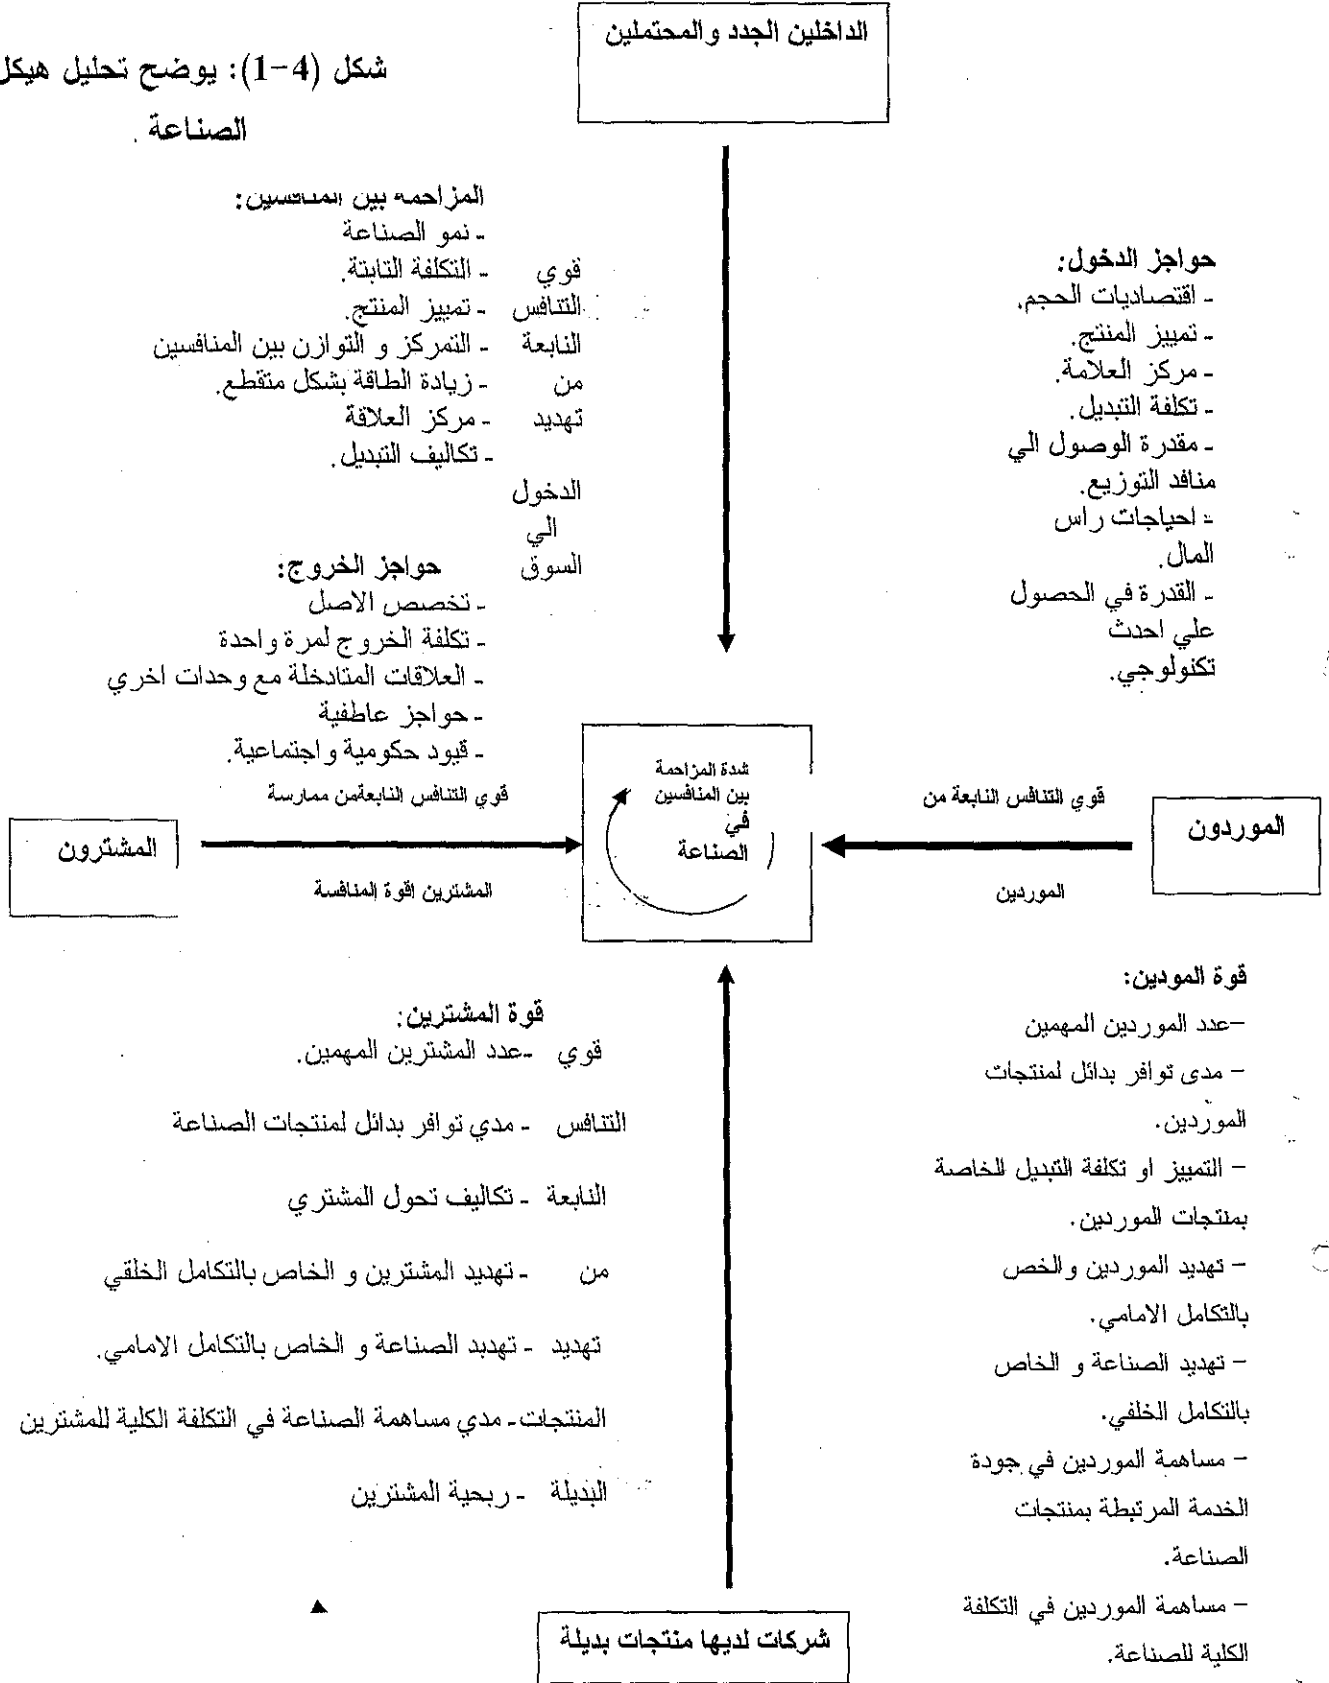 الداخلين الجدد والمحتملين
شكل (4-1): يوضح تحليل هيكل
الصناعة.
المزاحمة بين المنافسين:
- نمو الصناعة
- التكلفة التابتة.
- تمييز المنتج.
- التمركز و التوازن بين المنافسين
- زيادة الطاقة بشكل متقطع.
- مركز العلاقة
- تكاليف التبديل.
قوي
التنافس
النابعة
من
تهديد
الدخول
الي
السوق
حواجز الخروج:
- تخصص الاصل
- تكلفة الخروج لمرة واحدة
- العلاقات المتادخلة مع وحدات اخري
- حواجز عاطفية
- قيود حكومية واجتماعية.
حواجز الدخول:
- اقتصاديات الحجم.
- تمييز المنتج.
- مركز العلامة.
- تكلفة التبديل.
- مقدرة الوصول الي
منافد التوزيع.
- احياجات راس
المال.
- القدرة في الحصول
علي احدث
تكنولوجي.
الموردون
قوي التنافس النابعة من
الموردين
شدة المزاحمة
بين المنافسين
في
الصناعة
قوي التنافس النابعةمن ممارسة
المشترين اقوة المنافسة
المشترون
قوة المودين:
-عدد الموردين المهمين
- مدى توافر بدائل لمنتجات
الموردين.
- التمييز او تكلفة التبديل الخاصة
بمنتجات الموردين.
- تهديد الموردين والخص
بالتكامل الامامي.
- تهديد الصناعة و الخاص
بالتكامل الخلفي.
- مساهمة الموردين في جودة
الخدمة المرتبطة بمنتجات
الصناعة.
- مساهمة الموردين في التكلفة
الكلية للصناعة.
قوة المشترين:
-عدد المشترين المهمين.
- مدي توافر بدائل لمنتجات الصناعة
- تكاليف تحول المشتري
- تهديد المشترين و الخاص بالتكامل الخلفي
- تهديد الصناعة و الخاص بالتكامل الامامي.
- مدي مساهمة الصناعة في التكلفة الكلية للمشترين
- ربحية المشترين
قوي
التنافس
النابعة
من
تهديد
المنتجات
البديلة
شركات لديها منتجات بديلة